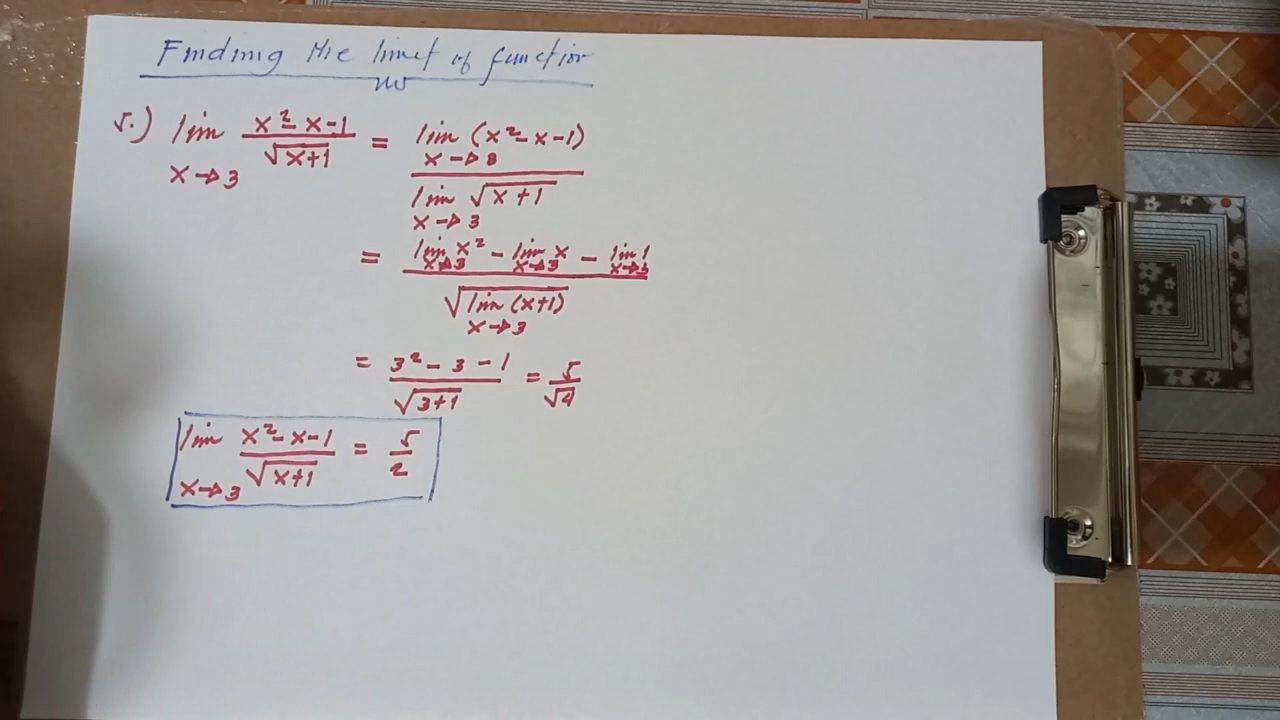 Finding the limit of function
5.) lim x→3 (x²-x-1)/√(x+1) = lim x→3 (x²-x-1) / lim x→3 √(x+1)
= (lim x→3 x² - lim x→3 x - lim x→3 1) / √(lim x→3 (x+1))
= (3²-3-1)/√(3+1) = 5/√4
lim x→3 (x²-x-1)/√(x+1) = 5/2